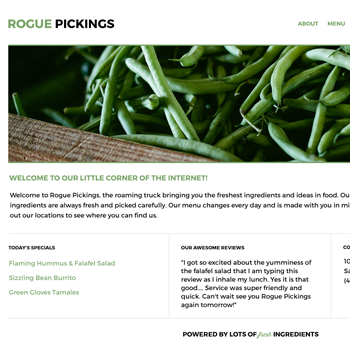 ROGUE PICKINGS
ABOUT MENU
WELCOME TO OUR LITTLE CORNER OF THE INTERNET!
Welcome to Rogue Pickings, the roaming truck bringing you the freshest ingredients and ideas in food. Ou
ingredients are always fresh and picked carefully. Our menu changes every day and is made with you in mi
out our locations to see where you can find us.
TODAY'S SPECIALS
Flaming Hummus & Falafel Salad
Sizzling Bean Burrito
Green Gloves Tamales
OUR AWESOME REVIEWS
"I got so excited about the yumminess of
the falafel salad that I am typing this
review as I inhale my lunch. Yes it is that
good.... Service was super friendly and
quick. Can't wait see you Rogue Pickings
again tomorrow!"
CO
10
Sa
(4
POWERED BY LOTS OF fresh INGREDIENTS